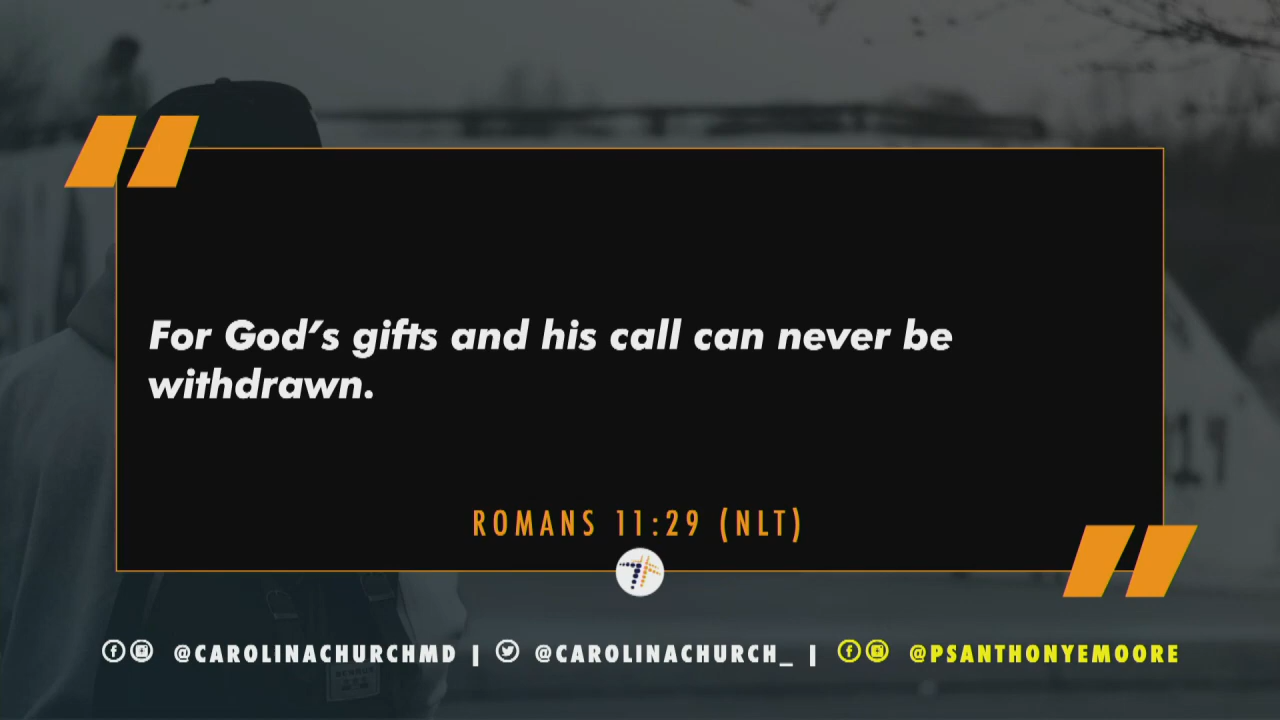 For God's gifts and his call can never be
withdrawn.
ROMANS 11:29 (NLT)
@CAROLINACHURCHMD | @CAROLINACHURCH_ | @PSANTHONYEMOORE